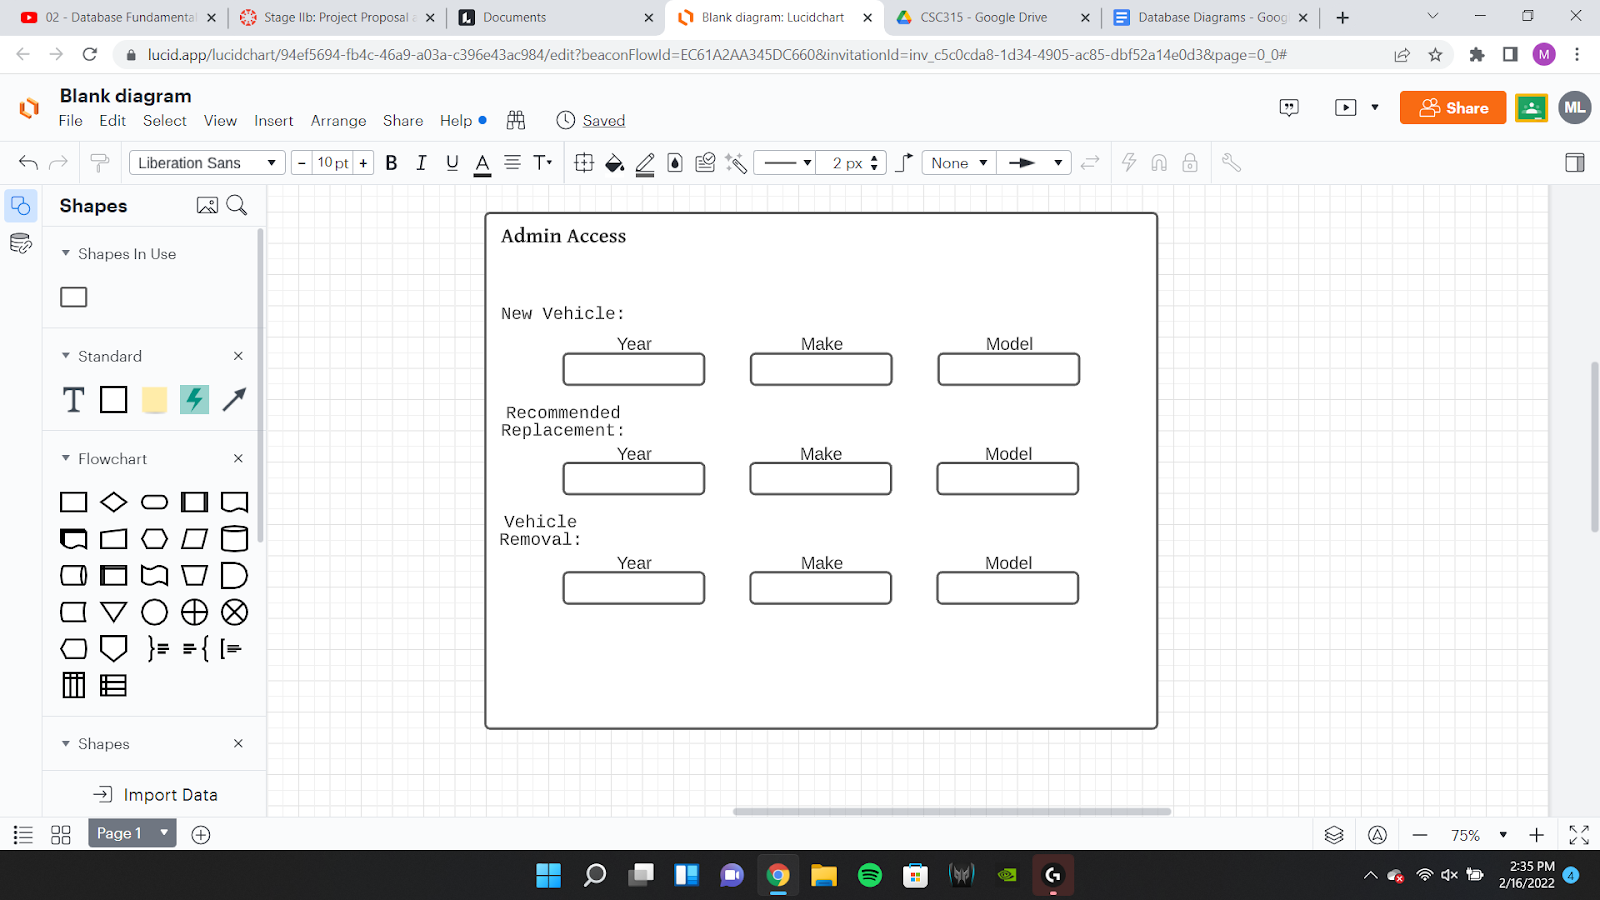 02 - Database Fundamental
Stage IIb: Project Proposal a
Documents
Blank diagram: Lucidchart
CSC315 - Google Drive
Database Diagrams - Goog
lucid.app/lucidchart/94ef5694-fb4c-46a9-a03a-c396e43ac984/edit?beaconFlowId=EC61A2AA345DC660&invitationId=inv_c5c0cda8-1d34-4905-ac85-dbf52a14e0d3&page=0_0#
M
Blank diagram
File Edit Select View Insert Arrange Share Help
Saved
Share
ML
Liberation Sans
- 10 pt +
B I U A T
2 px
None
Shapes
Shapes In Use
Standard
T
Flowchart
Shapes
Import Data
Admin Access
New Vehicle:
Year Make Model
Recommended
Replacement:
Year Make Model
Vehicle
Removal:
Year Make Model
Page 1
75%
2:35 PM
2/16/2022
4